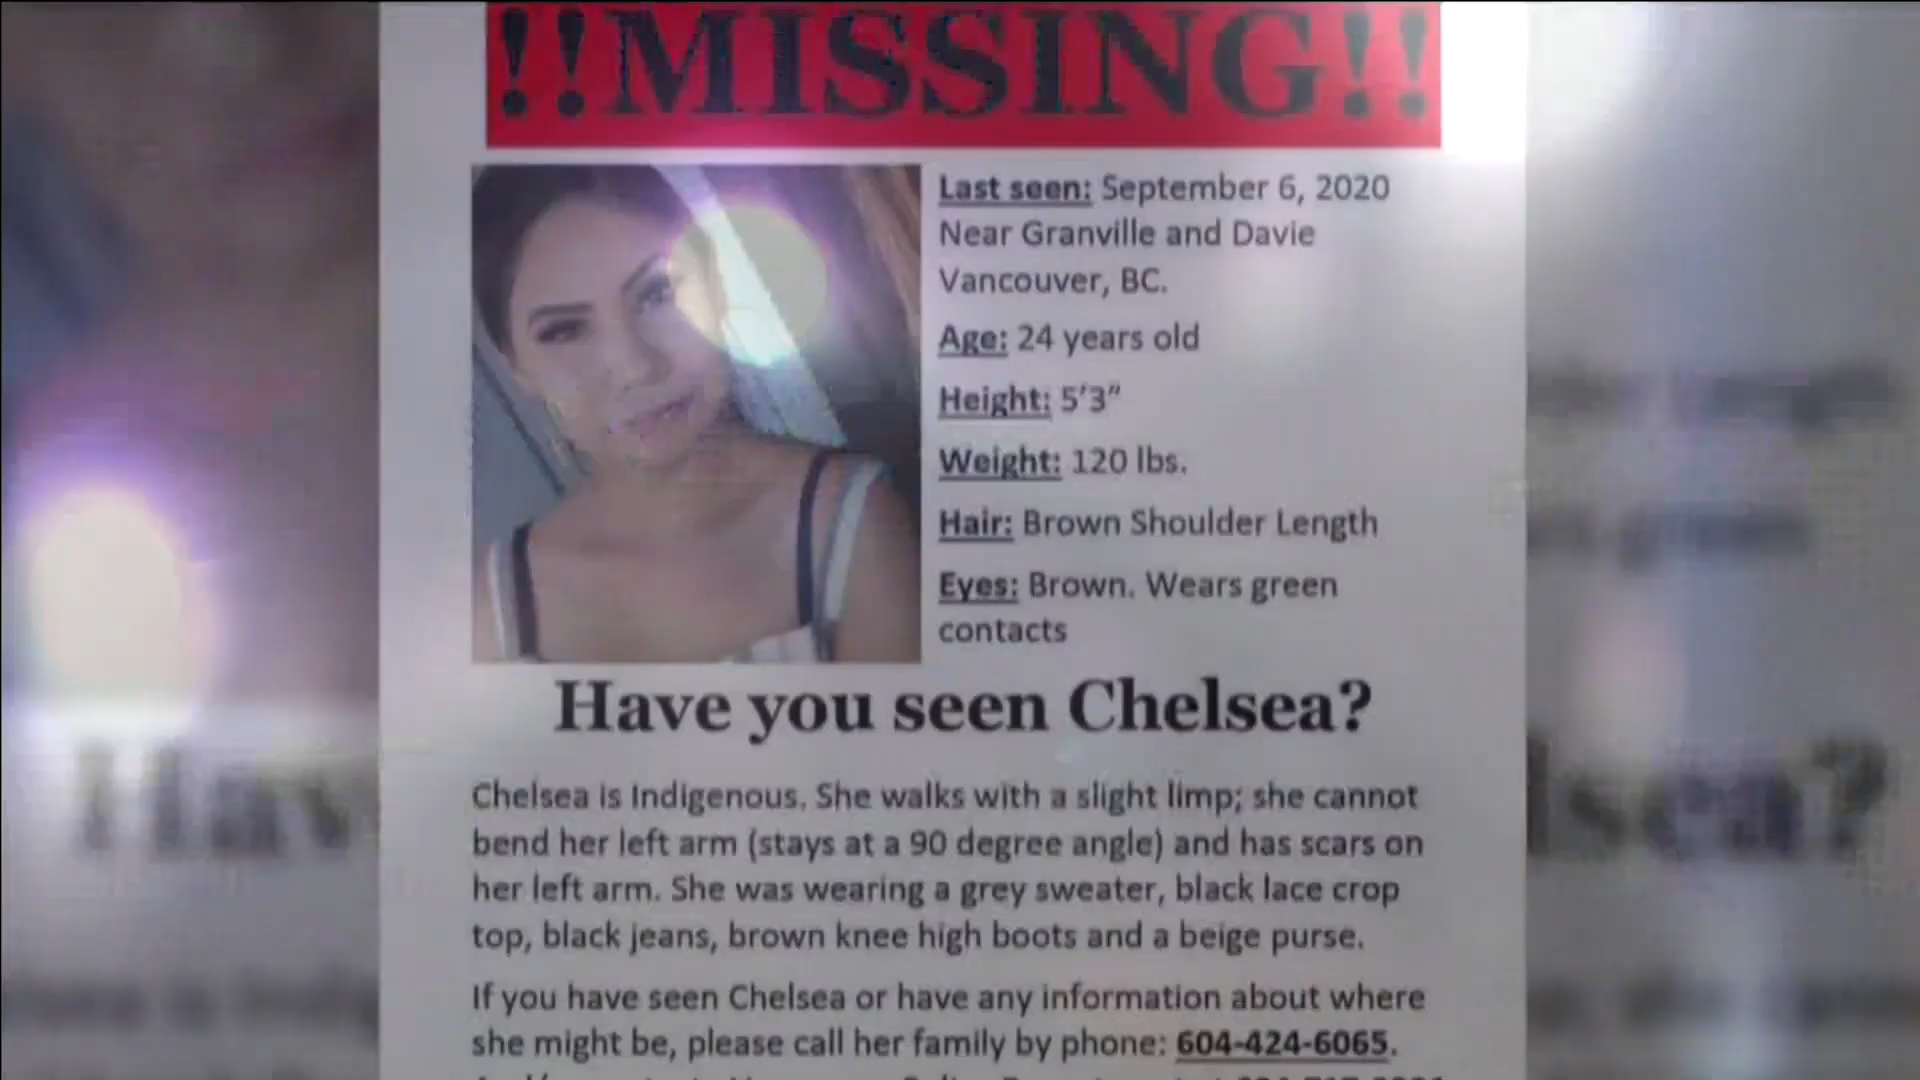 !!MISSING!!
Last seen: September 6, 2020
Near Granville and Davie
Vancouver, BC.
Age: 24 years old
Height: 5'3"
Weight: 120 lbs.
Hair: Brown Shoulder Length
Eyes: Brown. Wears green
contacts
Have you seen Chelsea?
Chelsea is Indigenous. She walks with a slight limp; she cannot
bend her left arm (stays at a 90 degree angle) and has scars on
her left arm. She was wearing a grey sweater, black lace crop
top, black jeans, brown knee high boots and a beige purse.
If you have seen Chelsea or have any information about where
she might be, please call her family by phone: 604-424-6065.